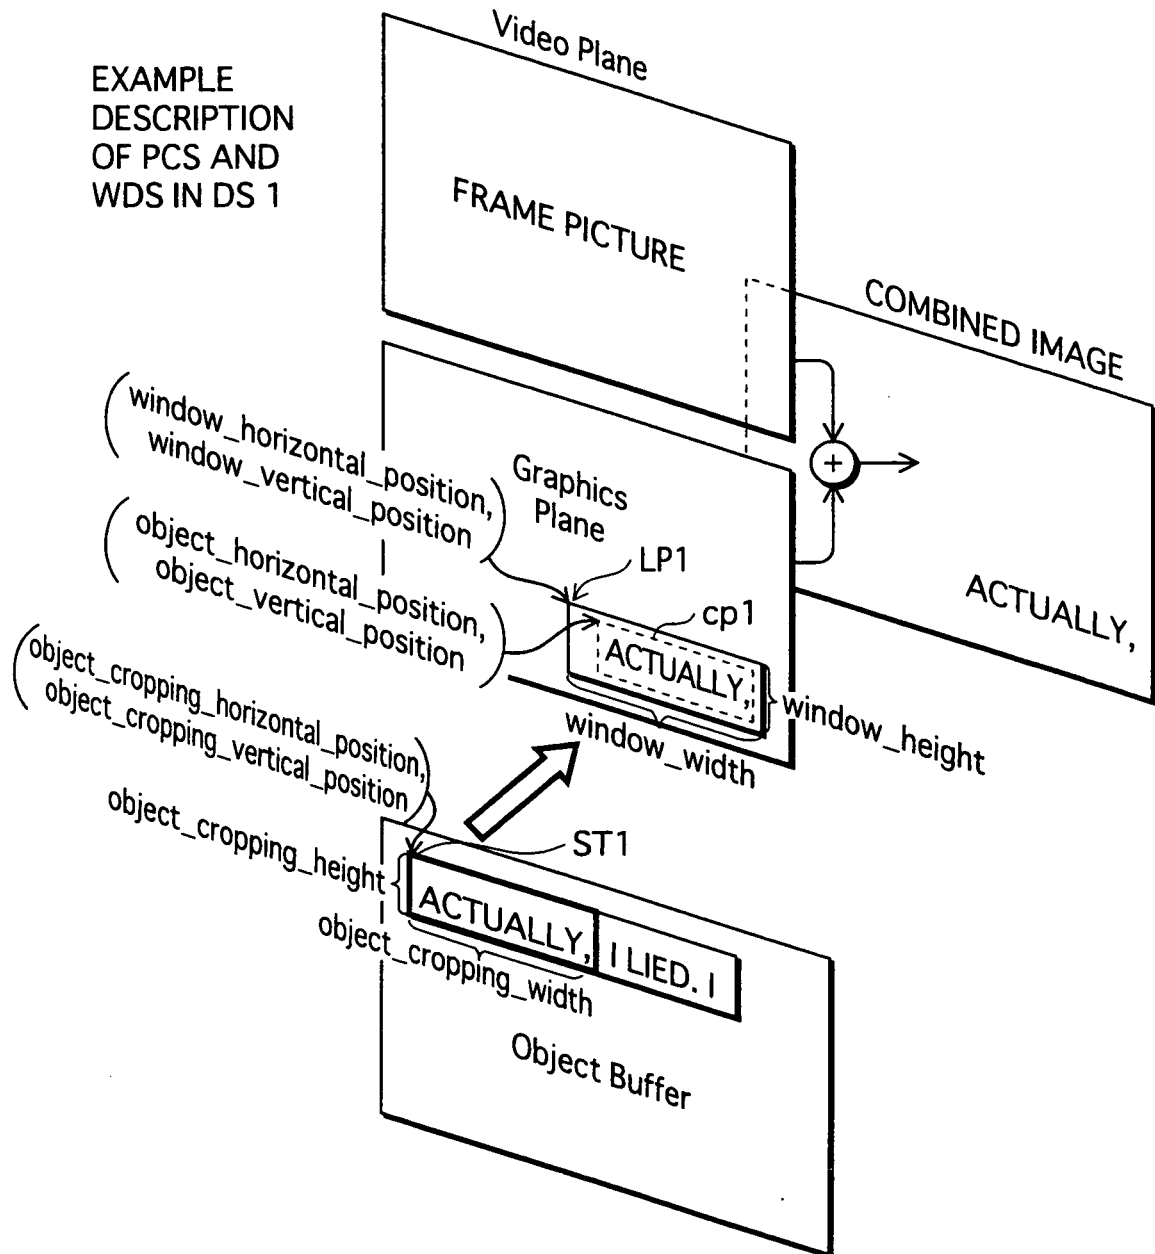 EXAMPLE
DESCRIPTION
OF PCS AND
WDS IN DS 1
Video Plane
FRAME PICTURE
COMBINED IMAGE
ACTUALLY,
+
window_horizontal_position,
window_vertical_position
Graphics
Plane
LP1
object_horizontal_position,
object_vertical_position
cp1
ACTUALLY,
window_height
window_width
object_cropping_horizontal_position,
object_cropping_vertical_position
object_cropping_height
ST1
ACTUALLY, I LIED. I
object_cropping_width
Object Buffer